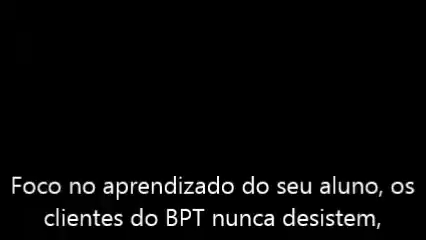 Foco no aprendizado do seu aluno, os
clientes do BPT nunca desistem,